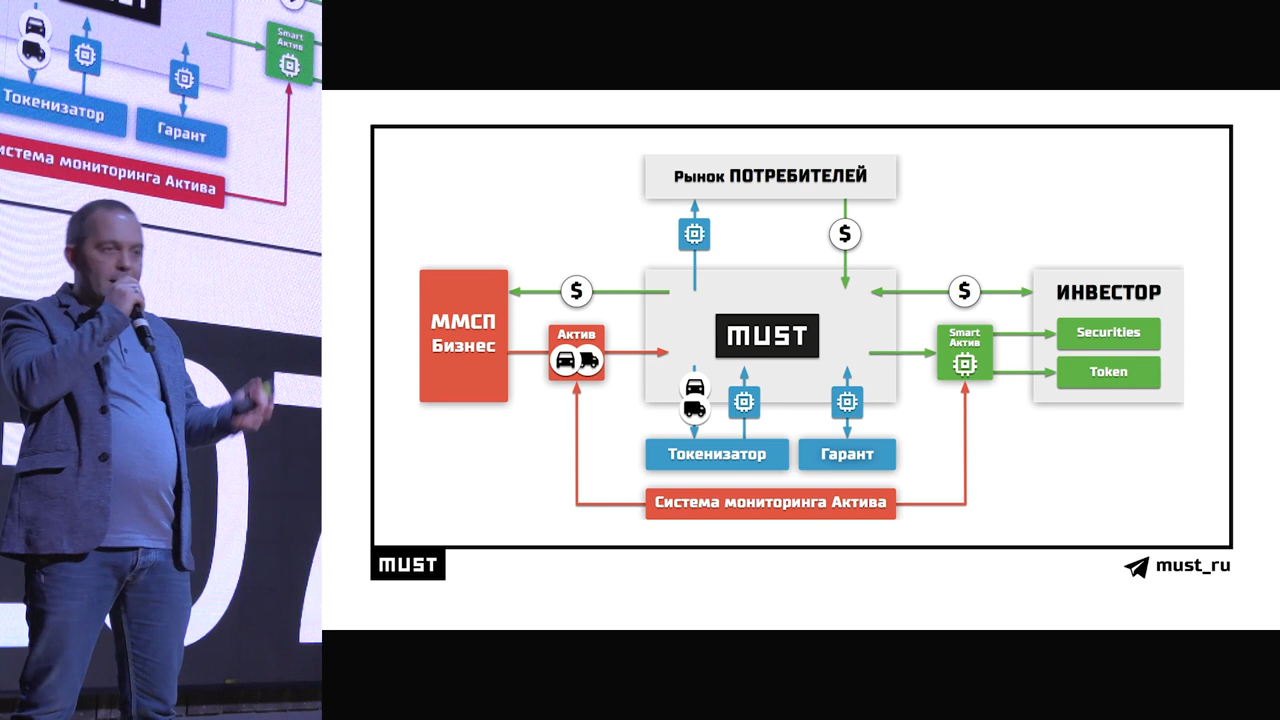 Smart
Актив
Токенизатор
Гарант
истема мониторинга Актива
Рынок ПОТРЕБИТЕЛЕЙ
$
$
$
ИНВЕСТОР
ММСП
Бизнес
Актив
MUST
Smart
Актив
Securities
Token
Токенизатор
Гарант
Система мониторинга Актива
MUST
must_ru